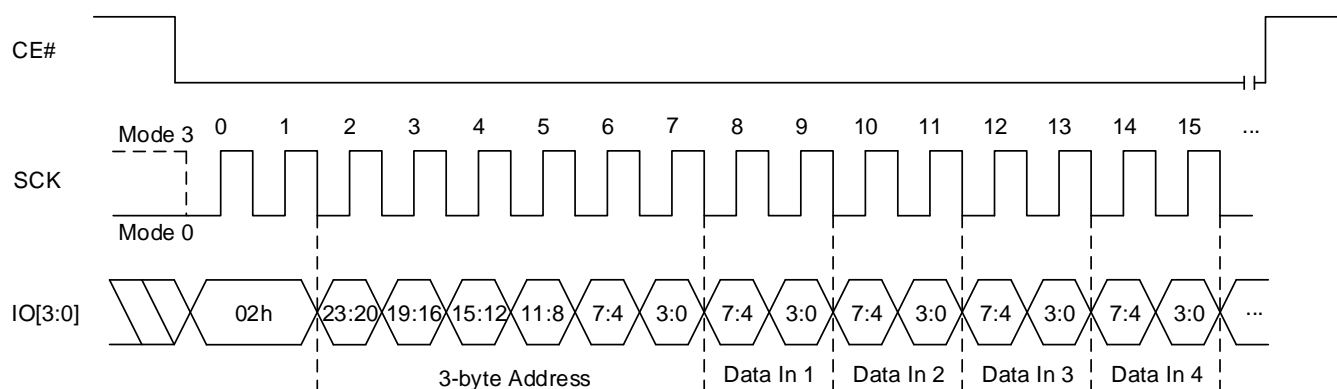 CE#
Mode 3 0 1 2 3 4 5 6 7 8 9 10 11 12 13 14 15 ...
SCK
Mode 0
IO[3:0] 02h 23:20 19:16 15:12 11:8 7:4 3:0 7:4 3:0 7:4 3:0 7:4 3:0 7:4 3:0 ...
3-byte Address Data In 1 Data In 2 Data In 3 Data In 4